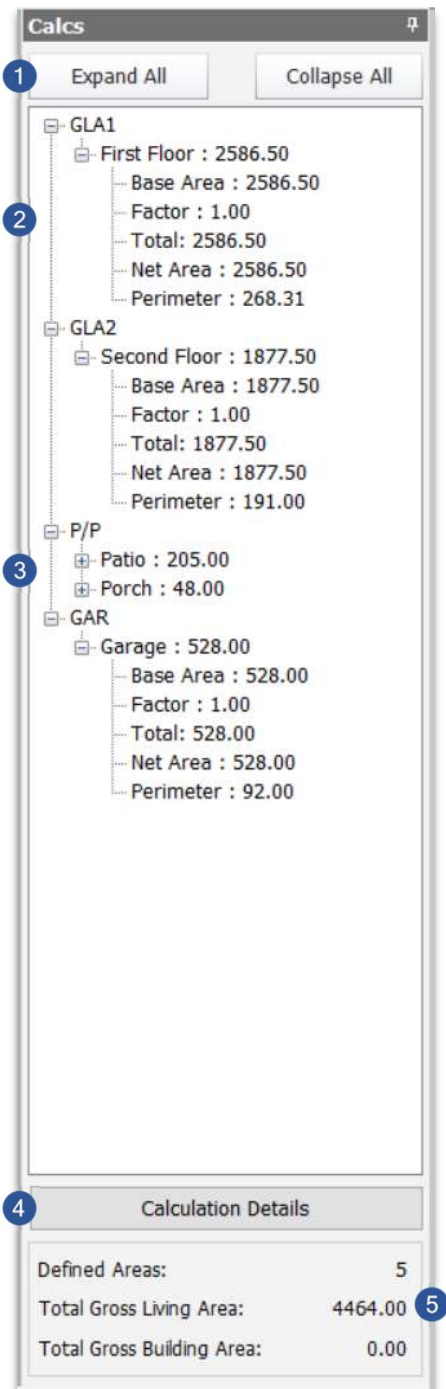 Calcs
1 Expand All Collapse All
GLA1
First Floor : 2586.50
2 Base Area : 2586.50
Factor : 1.00
Total: 2586.50
Net Area : 2586.50
Perimeter : 268.31
GLA2
Second Floor : 1877.50
Base Area : 1877.50
Factor : 1.00
Total: 1877.50
Net Area : 1877.50
Perimeter : 191.00
P/P
3 Patio : 205.00
Porch : 48.00
GAR
Garage : 528.00
Base Area : 528.00
Factor : 1.00
Total: 528.00
Net Area : 528.00
Perimeter : 92.00
4 Calculation Details
Defined Areas: 5
Total Gross Living Area: 4464.00 5
Total Gross Building Area: 0.00